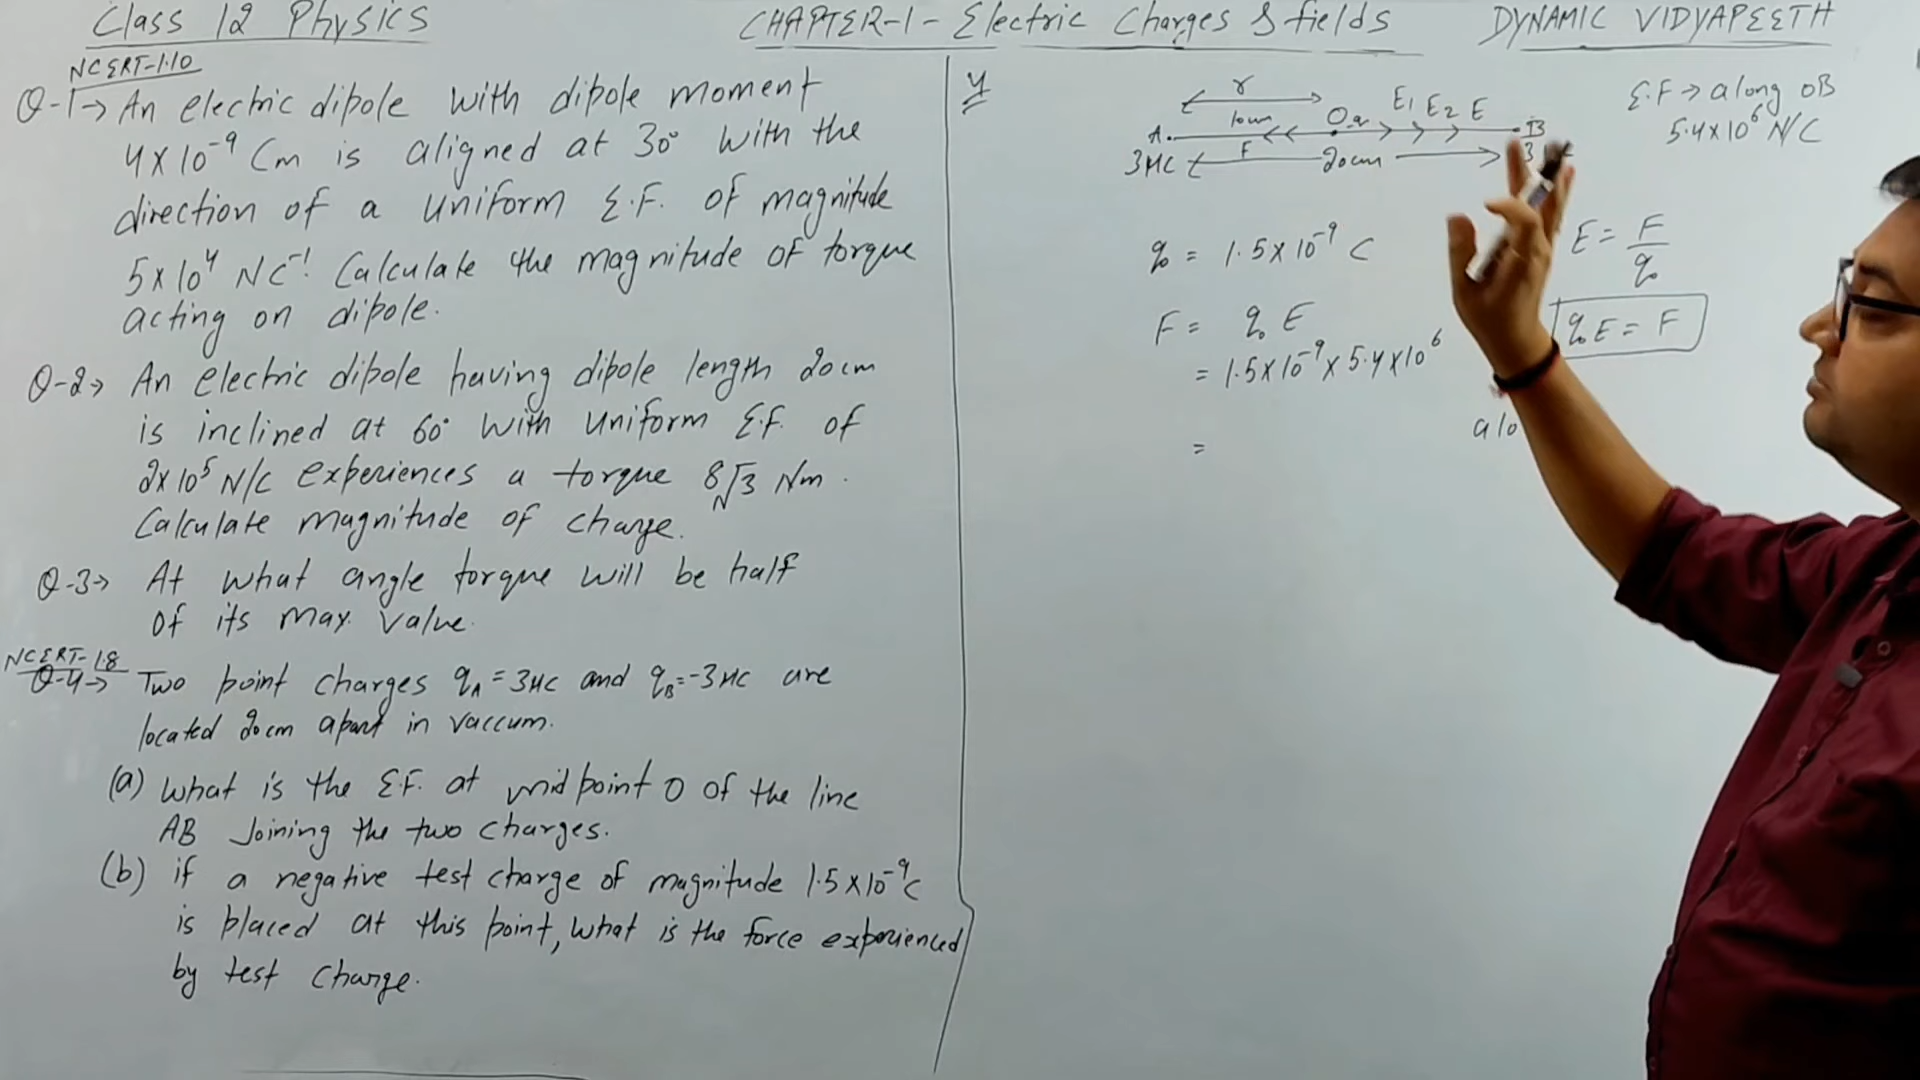 Class 12 Physics
CHAPTER-1- Electric Charges & fields
DYNAMIC VIDYAPEETH
NCERT-1.10
Q-1→ An electric dipole with dipole moment
4×10⁻⁹ Cm is aligned at 30° with the
direction of a uniform E.F. of magnitude
5×10⁴ NC⁻¹. Calculate the magnitude of torque
acting on dipole.
Q-2→ An electric dipole having dipole length 20cm
is inclined at 60° with uniform E.F. of
2×10⁵ N/C experiences a torque 8√3 Nm.
Calculate magnitude of charge.
Q-3→ At what angle torque will be half
of its max. value.
NCERT-1.8
Q-4→ Two point charges qA = 3μC and qB = -3μC are
located 20cm apart in vaccum.
(a) What is the E.F. at midpoint O of the line
AB Joining the two charges.
(b) if a negative test charge of magnitude 1.5×10⁻⁹C
is placed at this point, what is the force experienced
by test charge.
4
r
10cm O E1 E2 E
A B
3μC F 20cm 3
E.F → along OB
5.4×10⁶ N/C
q₀ = 1.5×10⁻⁹ C
E = F/q₀
F = q₀ E
q₀E = F
= 1.5×10⁻⁹ × 5.4×10⁶
=